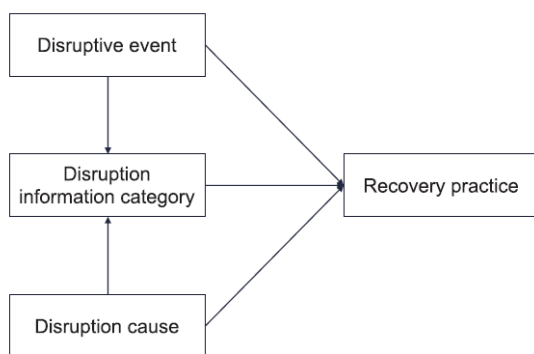 Disruptive event
Disruption
information category
Recovery practice
Disruption cause